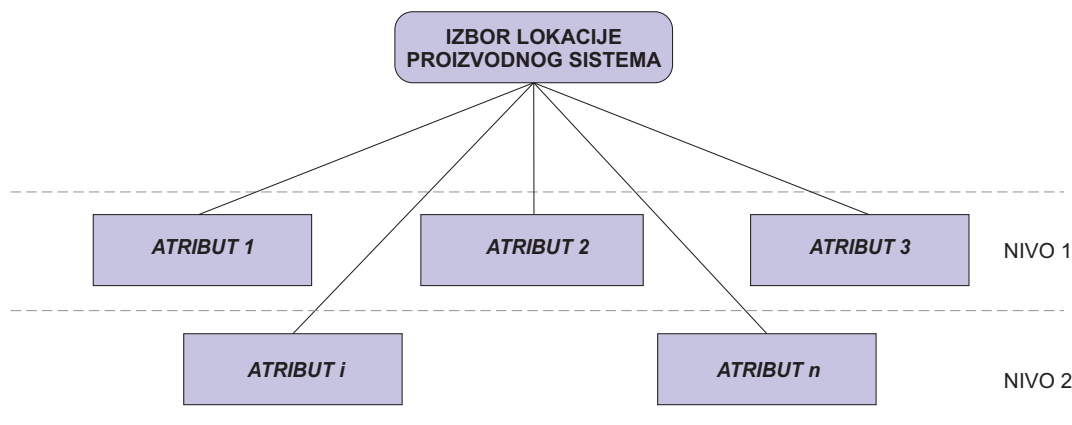 IZBOR LOKACIJE
PROIZVODNOG SISTEMA
ATRIBUT 1
ATRIBUT 2
ATRIBUT 3
NIVO 1
ATRIBUT i
ATRIBUT n
NIVO 2